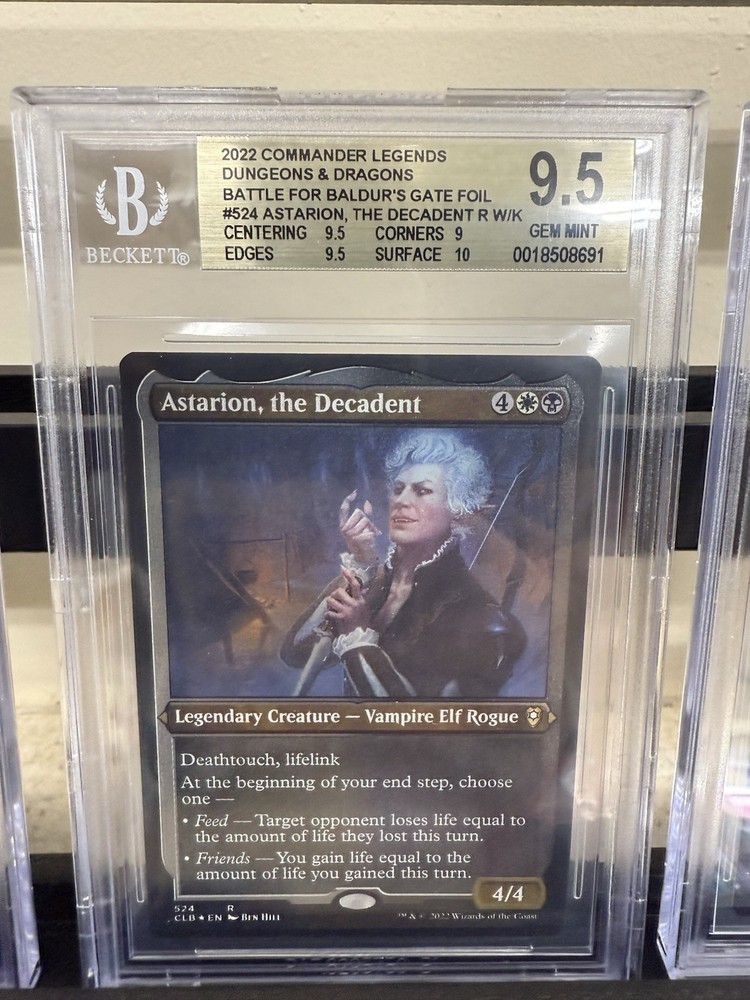 B
BECKETT®
2022 COMMANDER LEGENDS
DUNGEONS & DRAGONS
BATTLE FOR BALDUR'S GATE FOIL
#524 ASTARION, THE DECADENT R W/K
CENTERING 9.5 CORNERS 9
EDGES 9.5 SURFACE 10
9.5
GEM MINT
0018508691
Astarion, the Decadent 4
Legendary Creature — Vampire Elf Rogue
Deathtouch, lifelink
At the beginning of your end step, choose
one —
• Feed — Target opponent loses life equal to
the amount of life they lost this turn.
• Friends — You gain life equal to the
amount of life you gained this turn.
4/4
524 R
CLB★EN Ben Hill
™ & © 2022 Wizards of the Coast